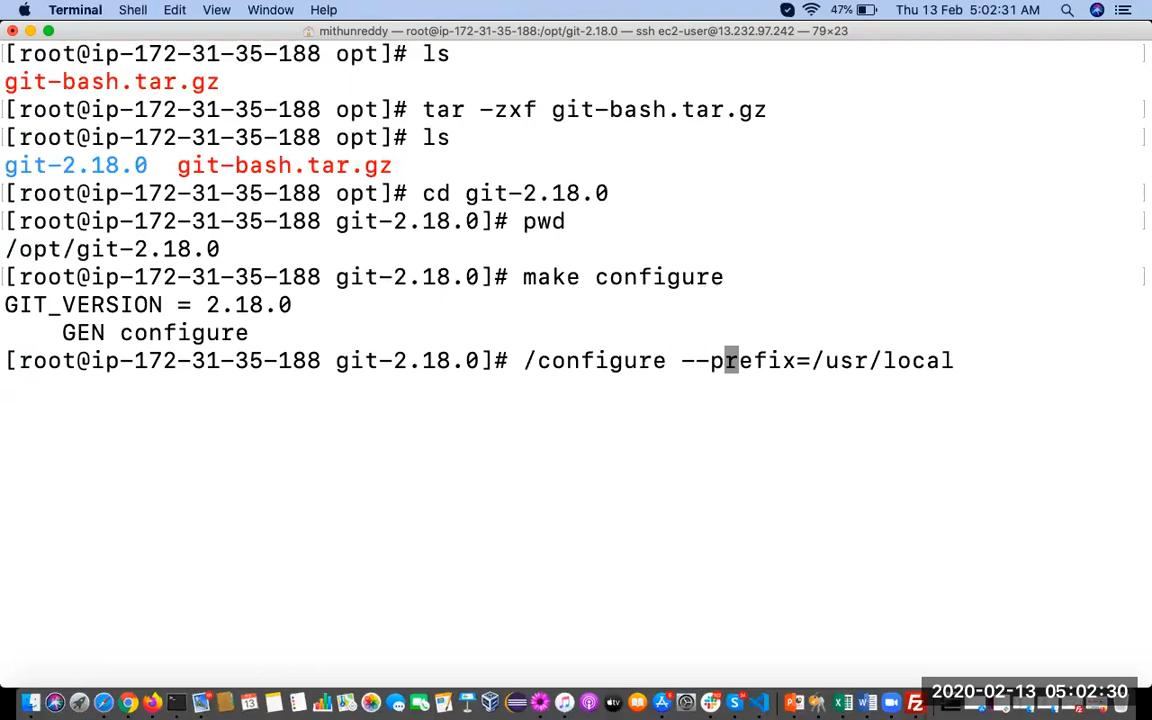 Terminal Shell Edit View Window Help 47% Thu 13 Feb 5:02:31 AM
mithunreddy — root@ip-172-31-35-188:/opt/git-2.18.0 — ssh ec2-user@13.232.97.242 — 79×23
[root@ip-172-31-35-188 opt]# ls
git-bash.tar.gz
[root@ip-172-31-35-188 opt]# tar -zxf git-bash.tar.gz
[root@ip-172-31-35-188 opt]# ls
git-2.18.0  git-bash.tar.gz
[root@ip-172-31-35-188 opt]# cd git-2.18.0
[root@ip-172-31-35-188 git-2.18.0]# pwd
/opt/git-2.18.0
[root@ip-172-31-35-188 git-2.18.0]# make configure
GIT_VERSION = 2.18.0
    GEN configure
[root@ip-172-31-35-188 git-2.18.0]# /configure --prefix=/usr/local
2020-02-13 05:02:30